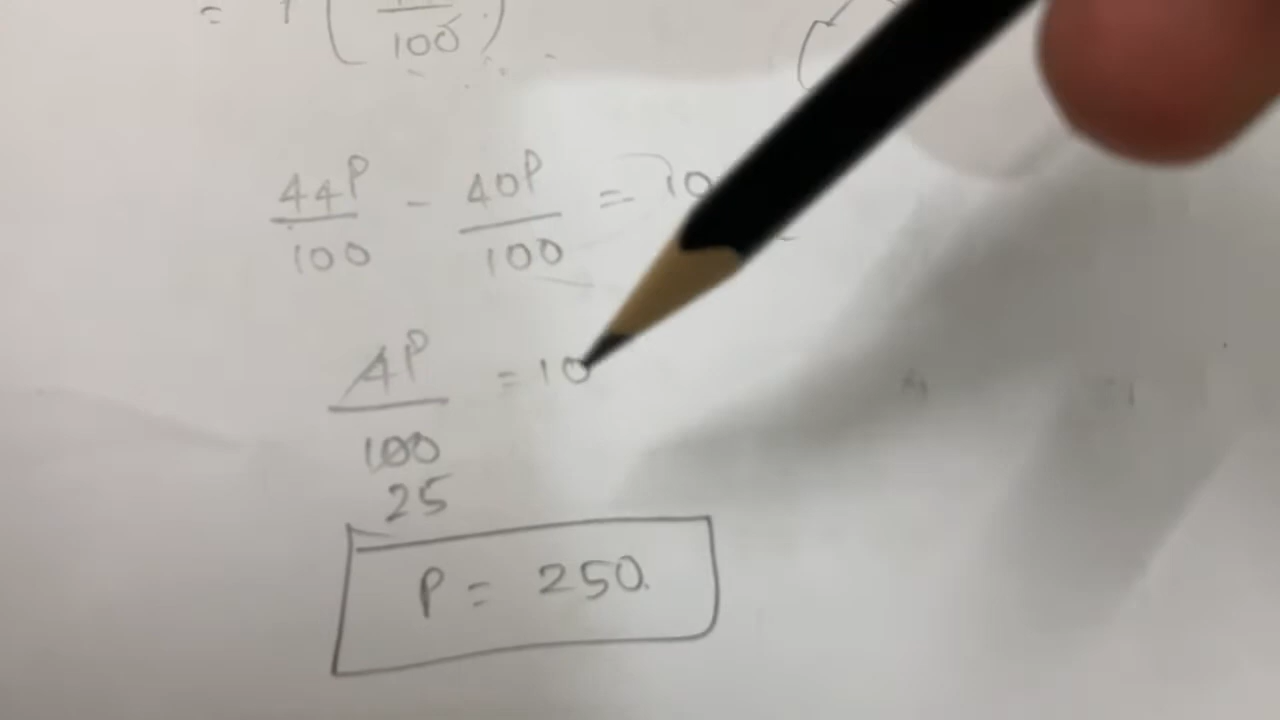 = P ( /100 )
44P/100 - 40P/100 = 10
4P/100 = 10
25
P = 250.